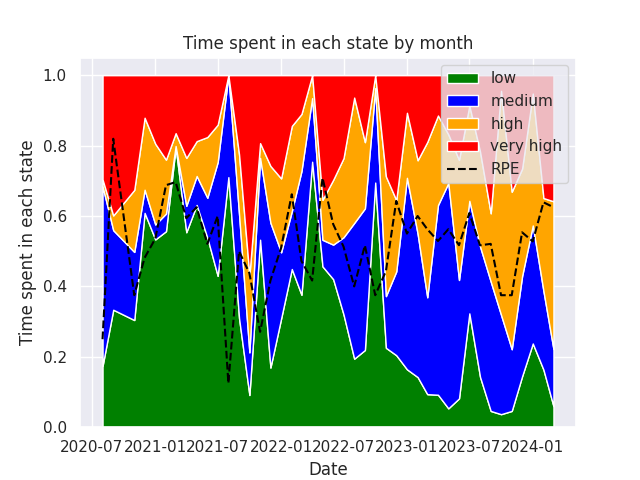 Time spent in each state by month
low
medium
high
very high
RPE
1.0
0.8
0.6
0.4
0.2
0.0
Time spent in each state
2020-07 2021-01 2021-07 2022-01 2022-07 2023-01 2023-07 2024-01
Date